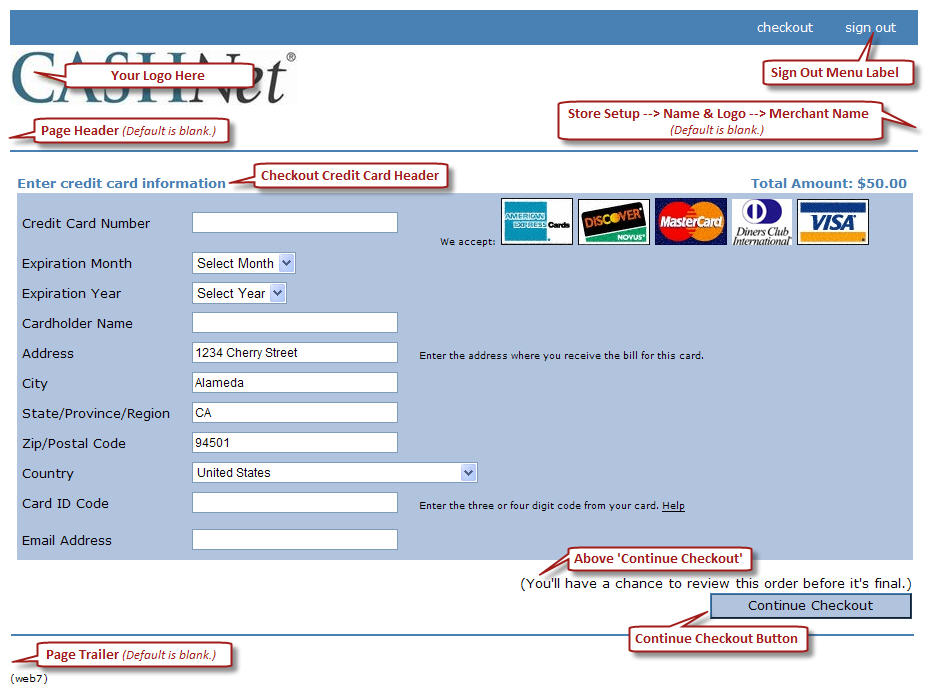 checkout sign out
CASHNet®
Your Logo Here
Sign Out Menu Label
Page Header (Default is blank.)
Store Setup --> Name & Logo --> Merchant Name
(Default is blank.)
Enter credit card information
Checkout Credit Card Header
Total Amount: $50.00
Credit Card Number
We accept:
AMERICAN EXPRESS Cards
DISCOVER NOVUS
MasterCard
Diners Club International
VISA
Expiration Month Select Month
Expiration Year Select Year
Cardholder Name
Address 1234 Cherry Street Enter the address where you receive the bill for this card.
City Alameda
State/Province/Region CA
Zip/Postal Code 94501
Country United States
Card ID Code Enter the three or four digit code from your card. Help
Email Address
Above 'Continue Checkout'
(You'll have a chance to review this order before it's final.)
Continue Checkout
Continue Checkout Button
Page Trailer (Default is blank.)
(web7)